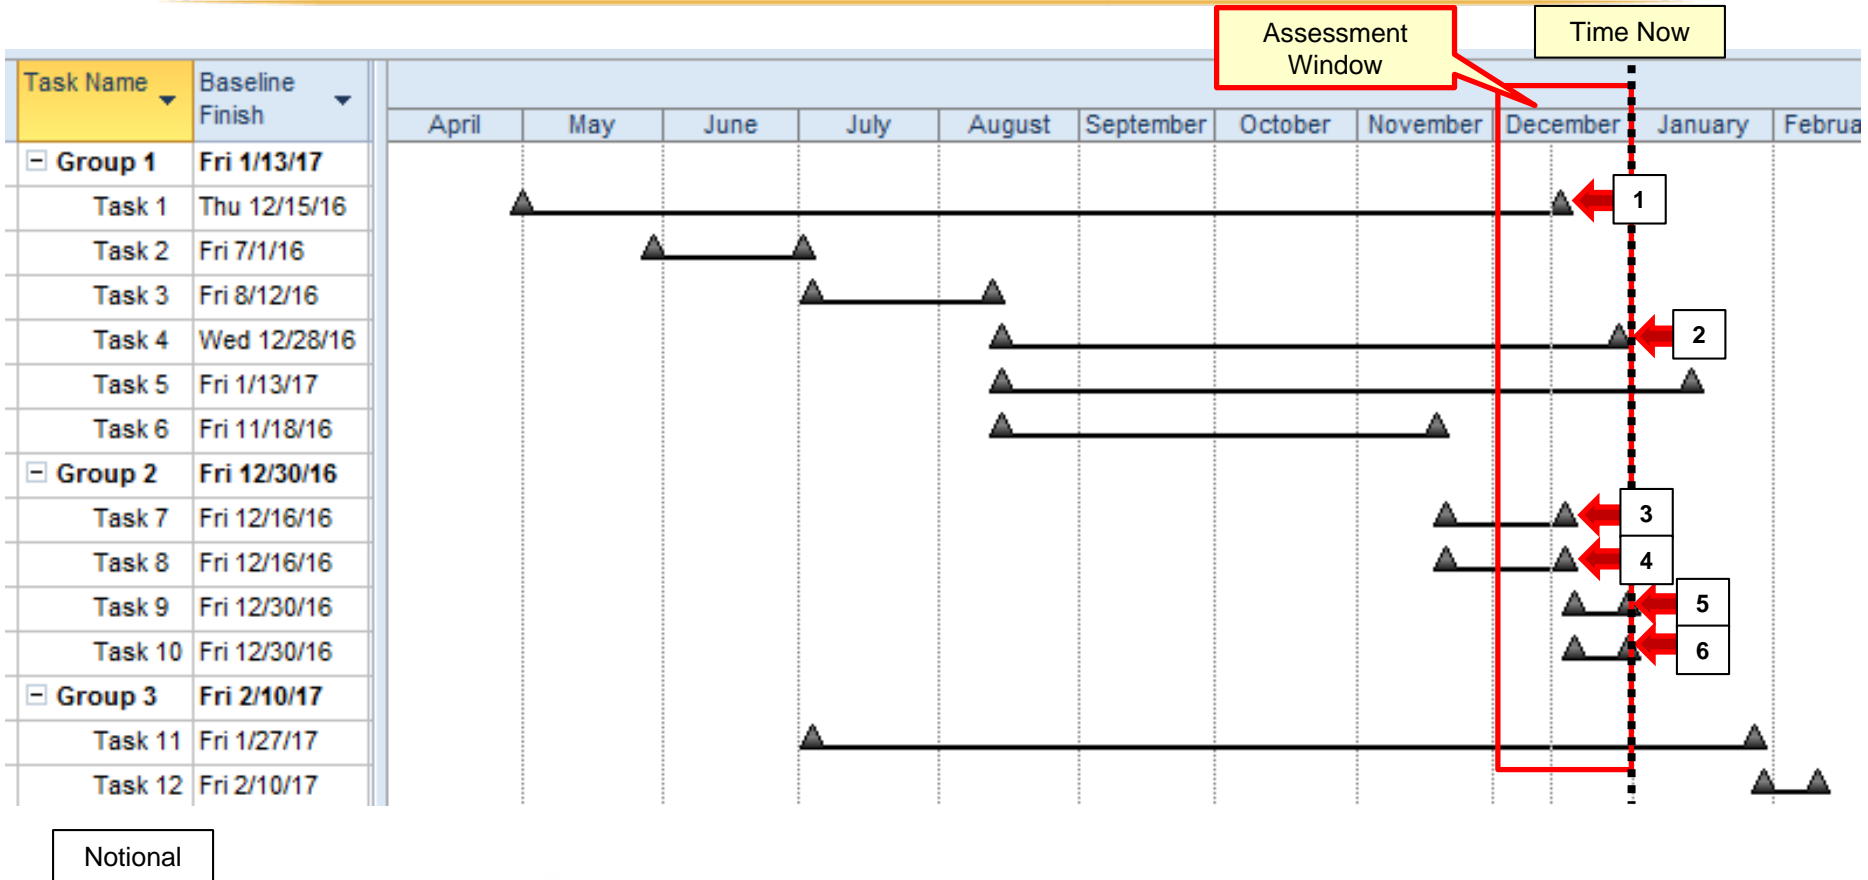 Assessment
Window
Time Now
Task Name Baseline
Finish
April May June July August September October November December January Februa
Group 1 Fri 1/13/17
Task 1 Thu 12/15/16 1
Task 2 Fri 7/1/16
Task 3 Fri 8/12/16
Task 4 Wed 12/28/16 2
Task 5 Fri 1/13/17
Task 6 Fri 11/18/16
Group 2 Fri 12/30/16
Task 7 Fri 12/16/16 3
Task 8 Fri 12/16/16 4
Task 9 Fri 12/30/16 5
Task 10 Fri 12/30/16 6
Group 3 Fri 2/10/17
Task 11 Fri 1/27/17
Task 12 Fri 2/10/17
Notional